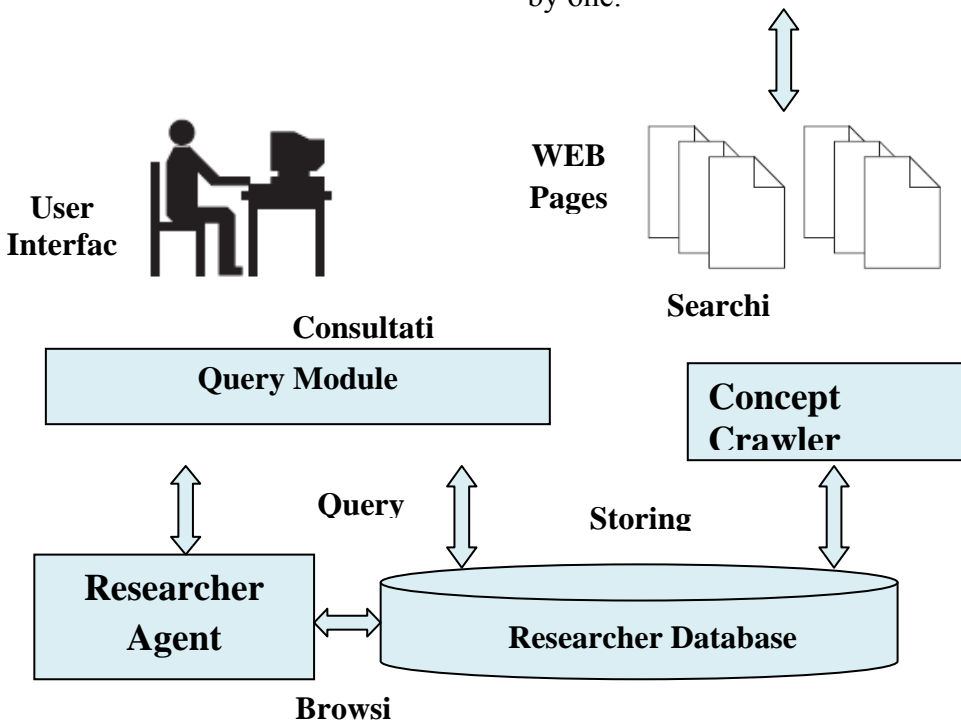 by one.
WEB
Pages
User
Interfac
Searchi
Consultati
Query Module
Concept
Crawler
Query
Storing
Researcher
Agent
Researcher Database
Browsi